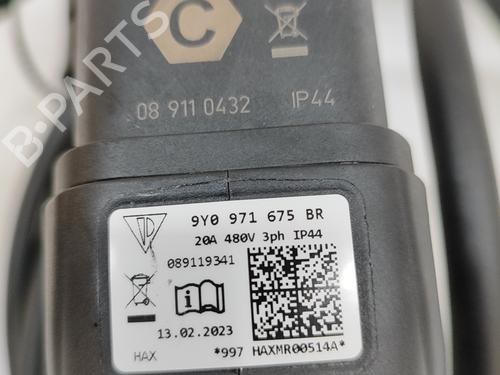 C
08 911 0432 IP44
9Y0 971 675 BR
20A 480V 3ph IP44
089119341
13.02.2023
HAX *997 HAXMR00514A*
B-PARTS